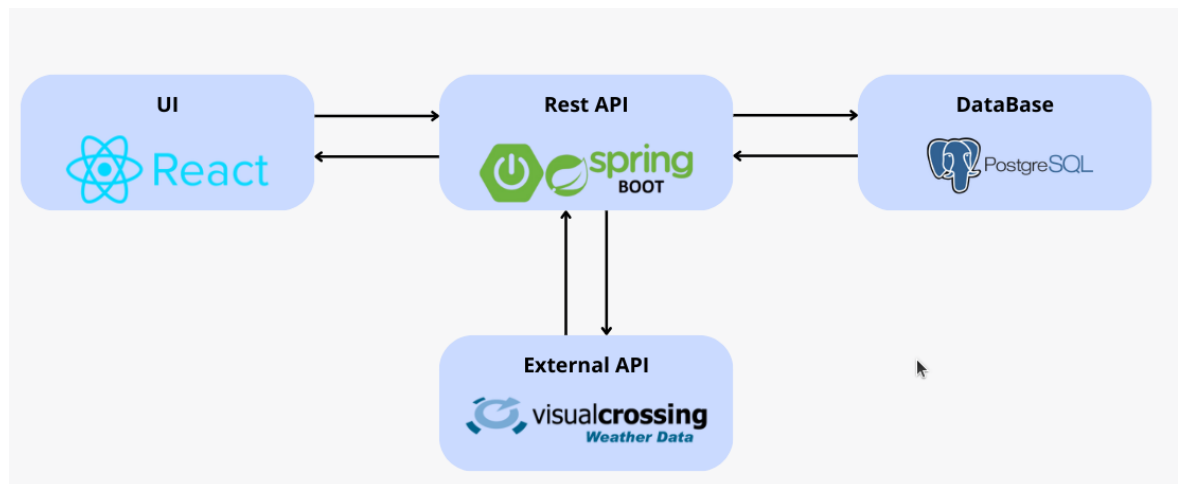 UI
React
Rest API
spring
BOOT
DataBase
PostgreSQL
External API
visualcrossing
Weather Data